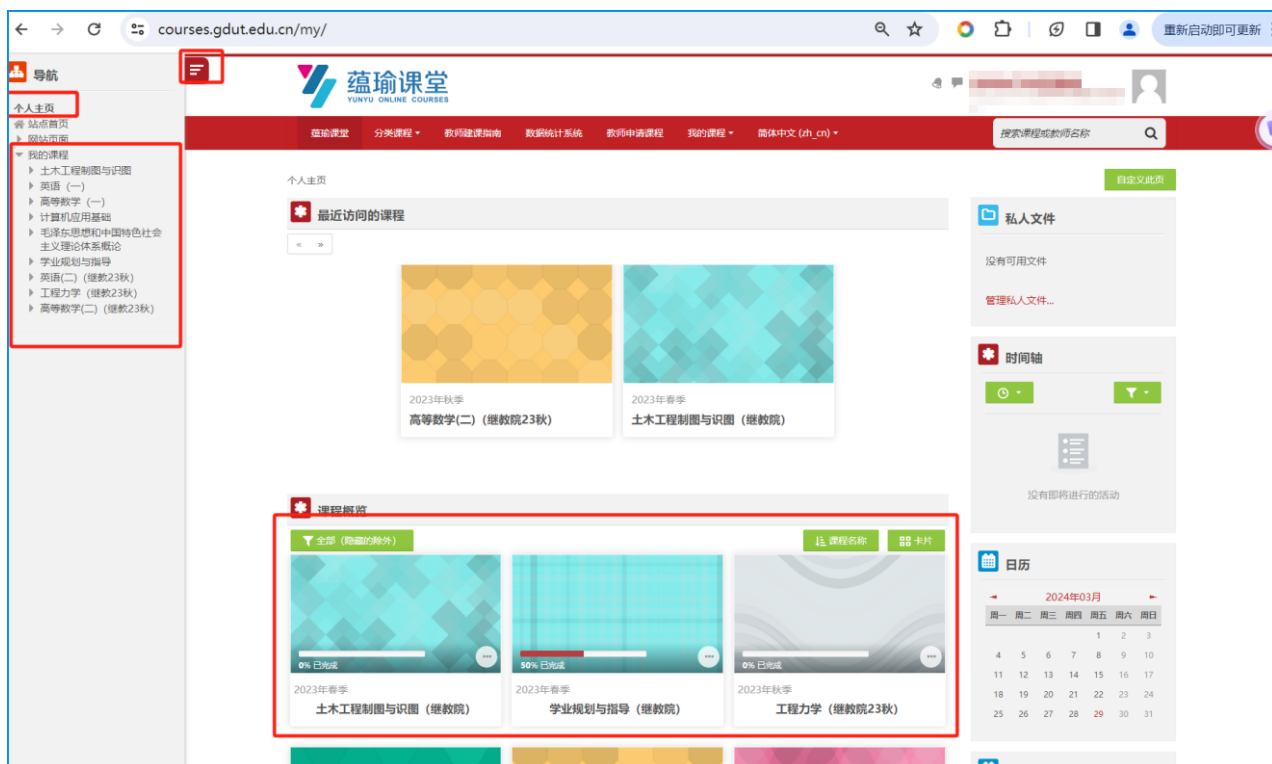 courses.gdut.edu.cn/my/
重新启动即可更新
导航
个人主页
站点首页
网站页面
我的课程
土木工程制图与识图
英语（一）
高等数学（一）
计算机应用基础
毛泽东思想和中国特色社会
主义理论体系概论
学业规划与指导
英语(二)（继教23秋）
工程力学（继教23秋）
高等数学(二)（继教23秋）
蕴瑜课堂
YUNYU ONLINE COURSES
蕴瑜课堂 分类课程 教师建课指南 数据统计系统 教师申请课程 我的课程 简体中文 (zh_cn)
搜索课程或教师名称
个人主页
自定义此页
最近访问的课程
« »
2023年秋季
高等数学(二)（继教院23秋）
2023年春季
土木工程制图与识图（继教院）
课程概览
全部（隐藏的除外）
课程名称
卡片
0% 已完成
2023年春季
土木工程制图与识图（继教院）
50% 已完成
2023年春季
学业规划与指导（继教院）
0% 已完成
2023年秋季
工程力学（继教院23秋）
私人文件
没有可用文件
管理私人文件...
时间轴
没有即将进行的活动
日历
2024年03月
周一 周二 周三 周四 周五 周六 周日
1 2 3
4 5 6 7 8 9 10
11 12 13 14 15 16 17
18 19 20 21 22 23 24
25 26 27 28 29 30 31